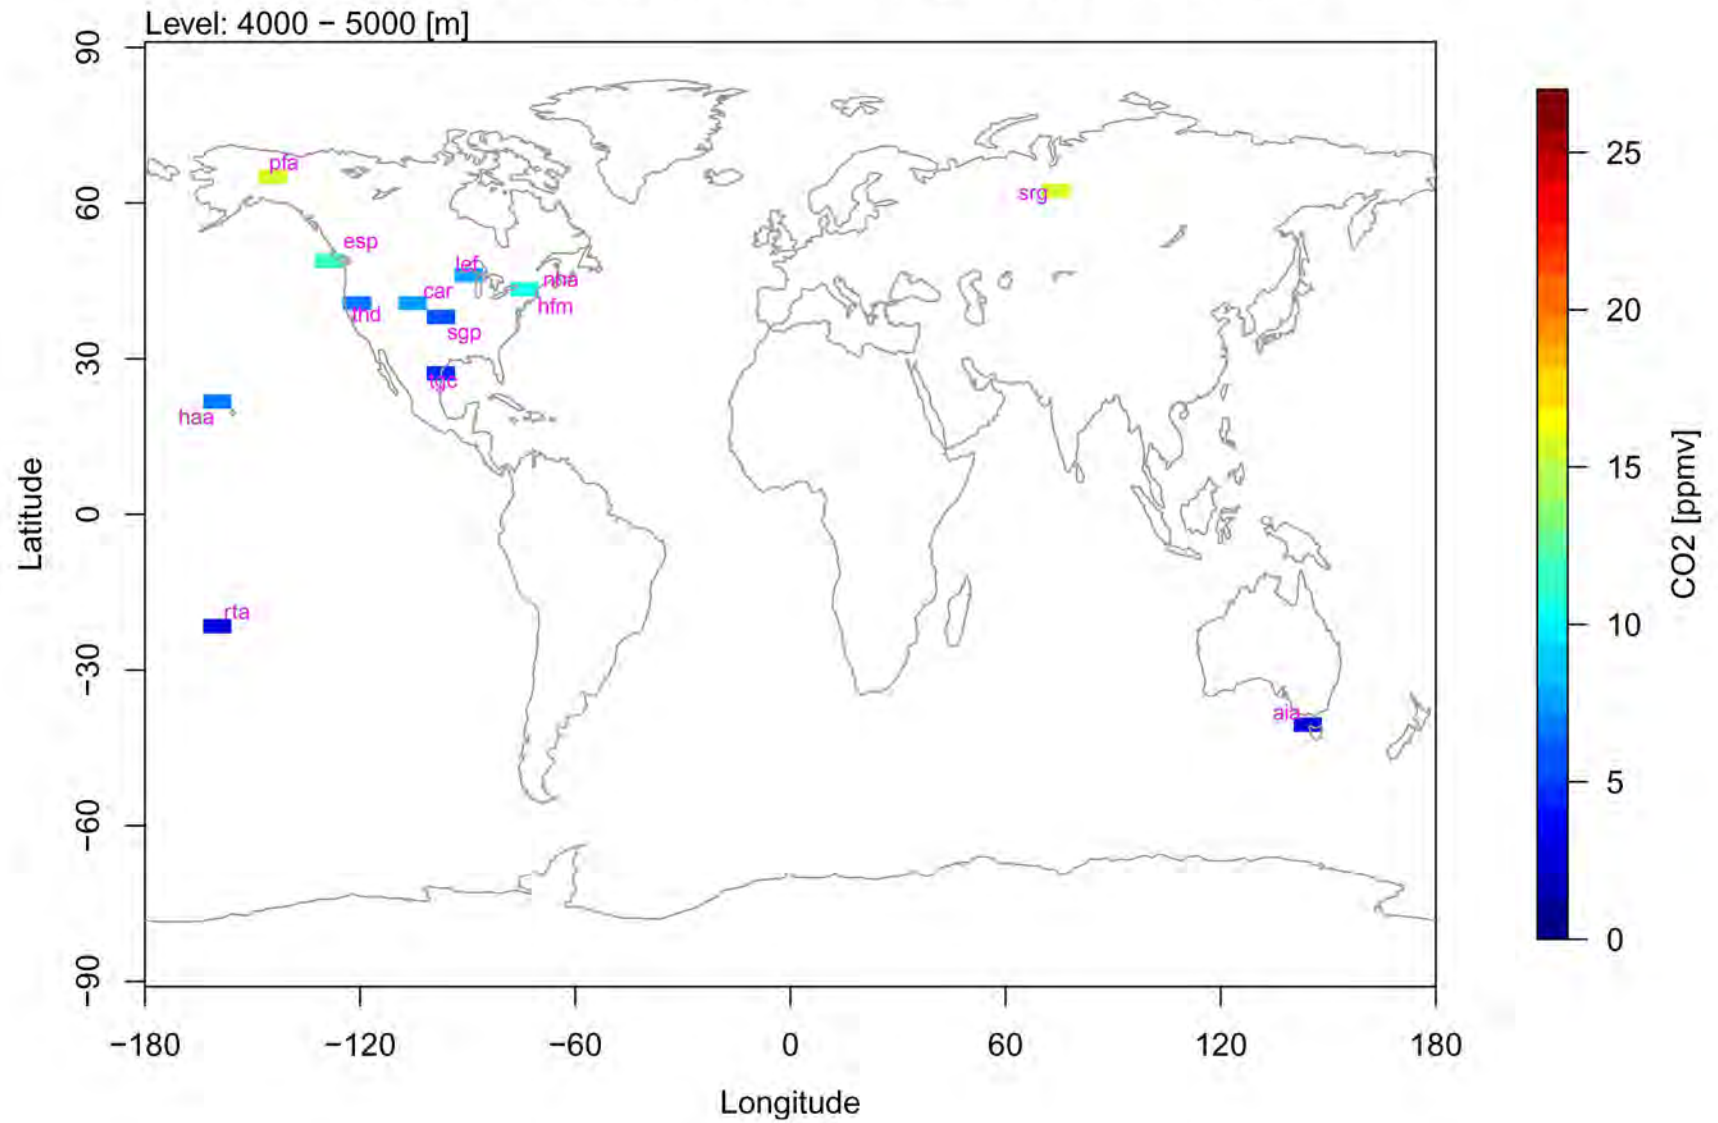 Level: 4000 − 5000 [m]
90
60
30
0
−30
−60
−90
Latitude
pfa
srg
esp
lef
nha
car
hfm
thd
sgp
tgc
haa
rta
aia
−180
−120
−60
0
60
120
180
Longitude
25
20
15
10
5
0
CO2 [ppmv]